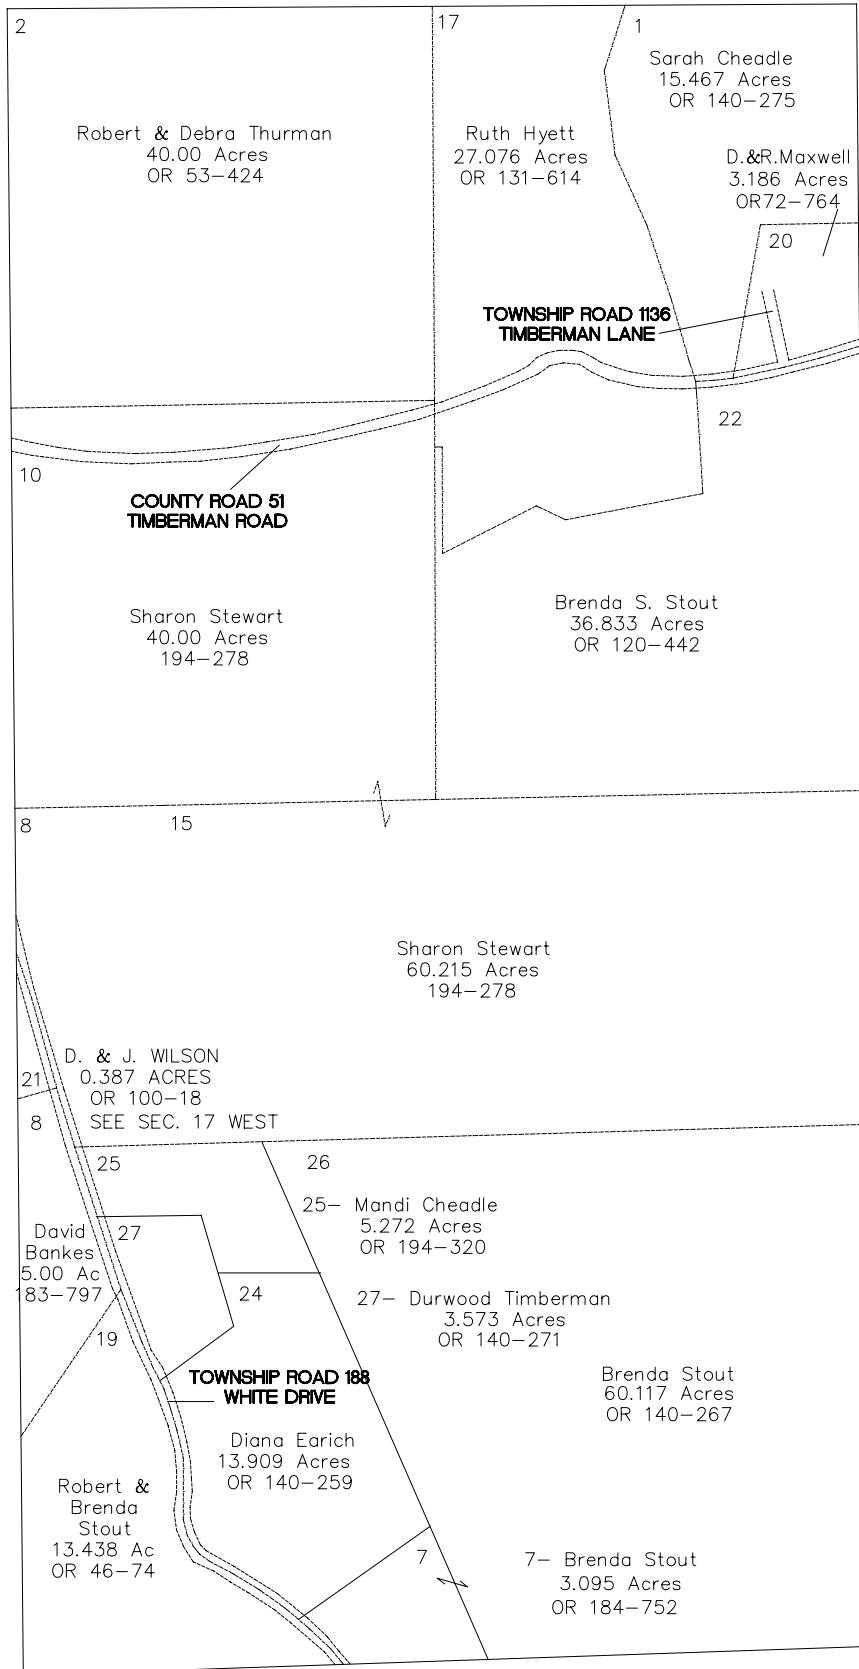 2
17
1
Sarah Cheadle
15.467 Acres
OR 140-275
Robert & Debra Thurman
40.00 Acres
OR 53-424
Ruth Hyett
27.076 Acres
OR 131-614
D.&R.Maxwell
3.186 Acres
OR72-764
20
TOWNSHIP ROAD 1136
TIMBERMAN LANE
22
10
COUNTY ROAD 51
TIMBERMAN ROAD
Sharon Stewart
40.00 Acres
194-278
Brenda S. Stout
36.833 Acres
OR 120-442
8
15
Sharon Stewart
60.215 Acres
194-278
D. & J. WILSON
0.387 ACRES
OR 100-18
SEE SEC. 17 WEST
21
8
25
26
25- Mandi Cheadle
5.272 Acres
OR 194-320
David
Bankes
5.00 Ac
183-797
27
24
27- Durwood Timberman
3.573 Acres
OR 140-271
19
TOWNSHIP ROAD 188
WHITE DRIVE
Brenda Stout
60.117 Acres
OR 140-267
Diana Earich
13.909 Acres
OR 140-259
Robert &
Brenda
Stout
13.438 Ac
OR 46-74
7
7- Brenda Stout
3.095 Acres
OR 184-752